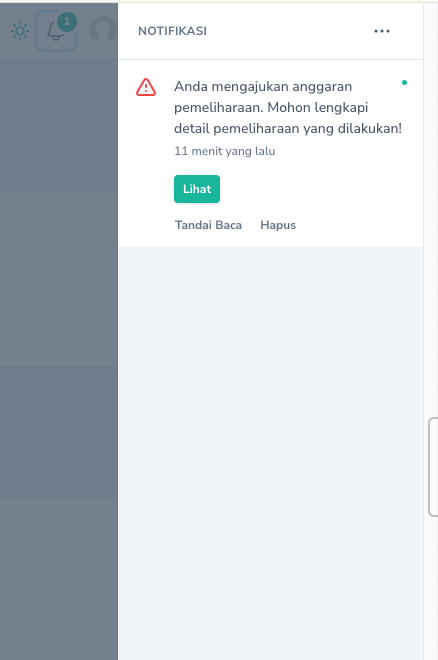 1
NOTIFIKASI
Anda mengajukan anggaran
pemeliharaan. Mohon lengkapi
detail pemeliharaan yang dilakukan!
11 menit yang lalu
Lihat
Tandai Baca Hapus